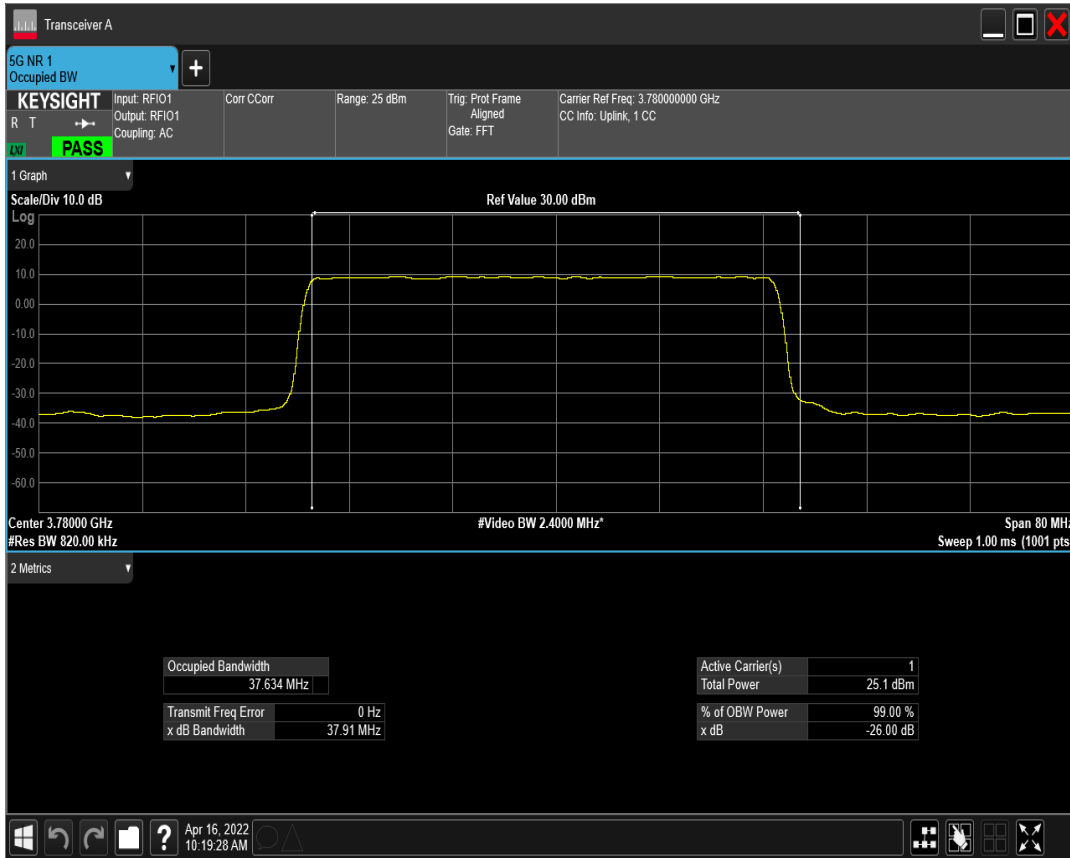 Transceiver A
5G NR 1
Occupied BW
+
KEYSIGHT
R T
LXI
PASS
Input: RFIO1
Output: RFIO1
Coupling: AC
Corr CCorr
Range: 25 dBm
Trig: Prot Frame
Aligned
Gate: FFT
Carrier Ref Freq: 3.780000000 GHz
CC Info: Uplink, 1 CC
1 Graph
Scale/Div 10.0 dB
Ref Value 30.00 dBm
Log
20.0
10.0
0.00
-10.0
-20.0
-30.0
-40.0
-50.0
-60.0
Center 3.78000 GHz
#Video BW 2.4000 MHz*
Span 80 MHz
#Res BW 820.00 kHz
Sweep 1.00 ms (1001 pts
2 Metrics
Occupied Bandwidth
37.634 MHz
Transmit Freq Error 0 Hz
x dB Bandwidth 37.91 MHz
Active Carrier(s) 1
Total Power 25.1 dBm
% of OBW Power 99.00 %
x dB -26.00 dB
?
Apr 16, 2022
10:19:28 AM